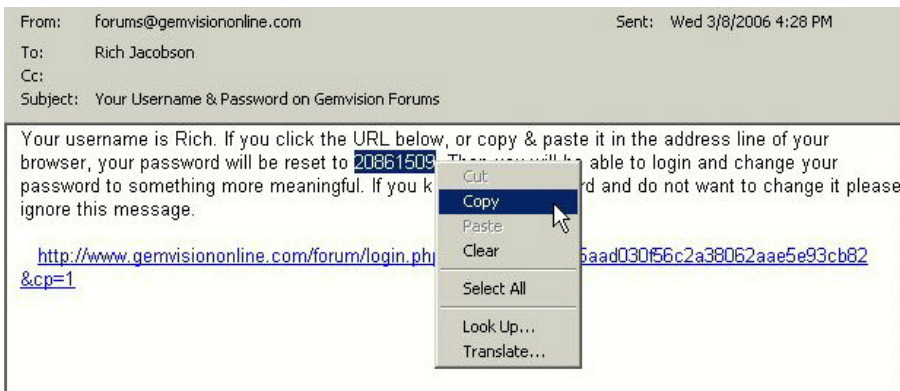 From: forums@gemvisiononline.com Sent: Wed 3/8/2006 4:28 PM
To: Rich Jacobson
Cc:
Subject: Your Username & Password on Gemvision Forums
Your username is Rich. If you click the URL below, or copy & paste it in the address line of your
browser, your password will be reset to 20861509. Then you will be able to login and change your
password to something more meaningful. If you k rd and do not want to change it please
ignore this message.
http://www.gemvisiononline.com/forum/login.php aad030f56c2a38062aae5e93cb82
&cp=1
Cut
Copy
Paste
Clear
Select All
Look Up...
Translate...